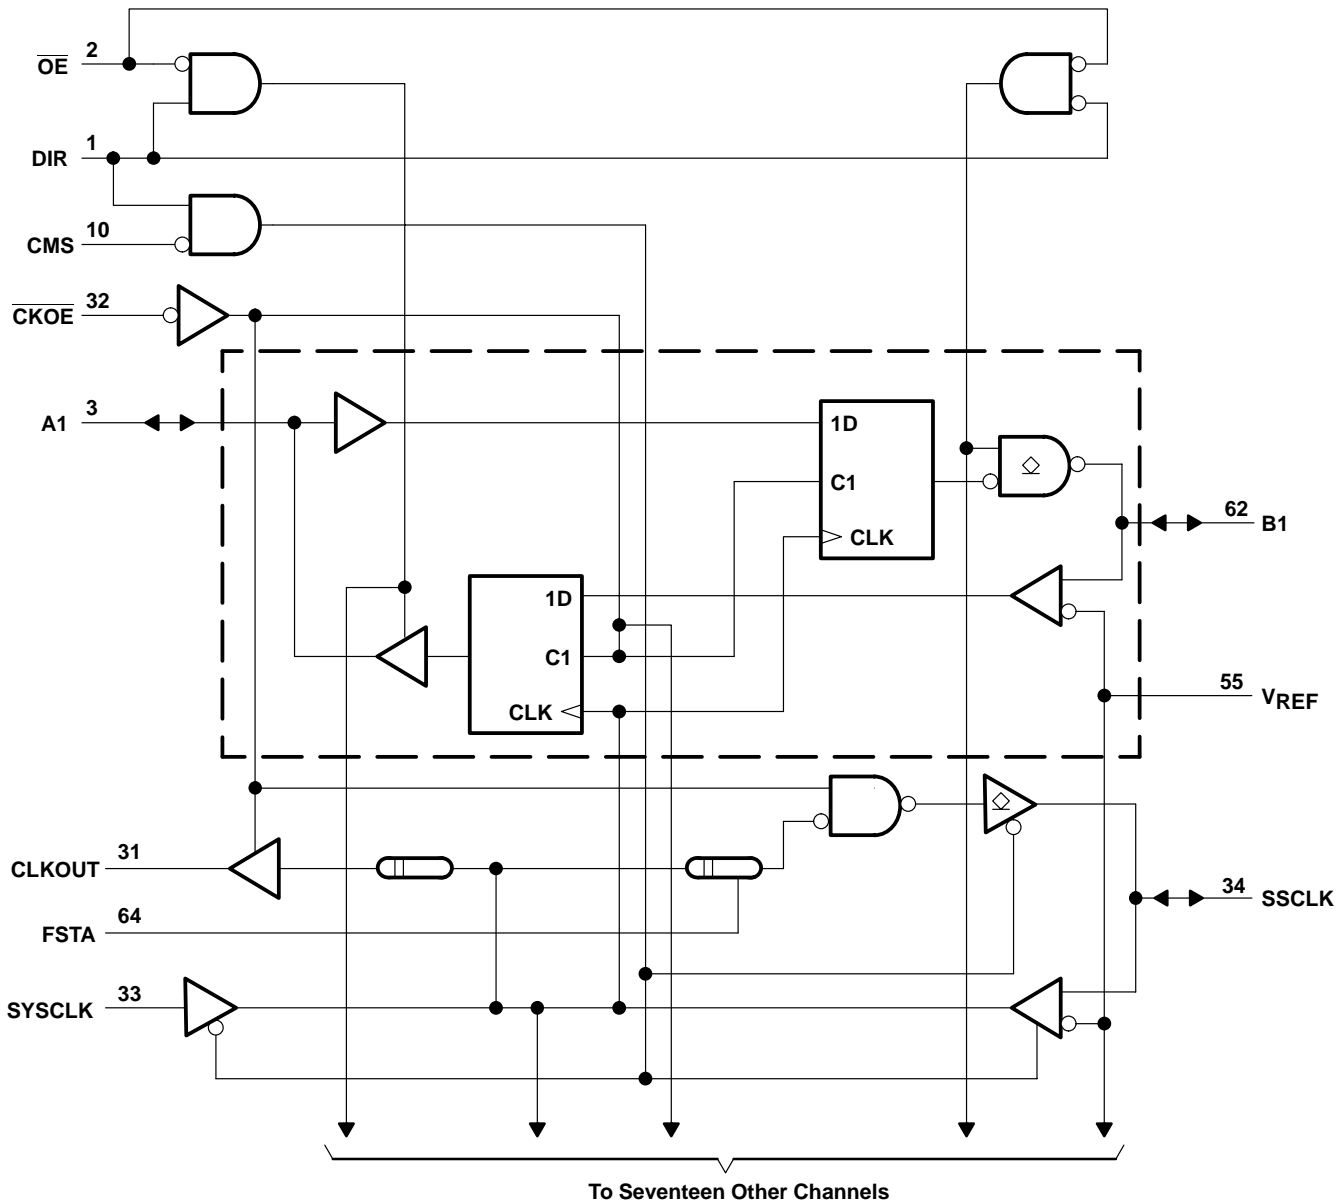 OE 2
DIR 1
CMS 10
CKOE 32
A1 3
1D
C1
CLK
62 B1
1D
C1
CLK
55 VREF
CLKOUT 31
FSTA 64
34 SSCLK
SYSCLK 33
To Seventeen Other Channels